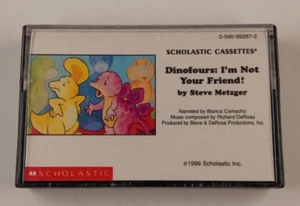 0-590-99287-2
SCHOLASTIC CASSETTES®
Dinofours: I'm Not
Your Friend!
by Steve Metzger
Narrated by Bianca Camacho
Music composed by Richard DeRosa
Produced by Blane & DeRosa Productions, Inc.
SCHOLASTIC
℗1996 Scholastic Inc.